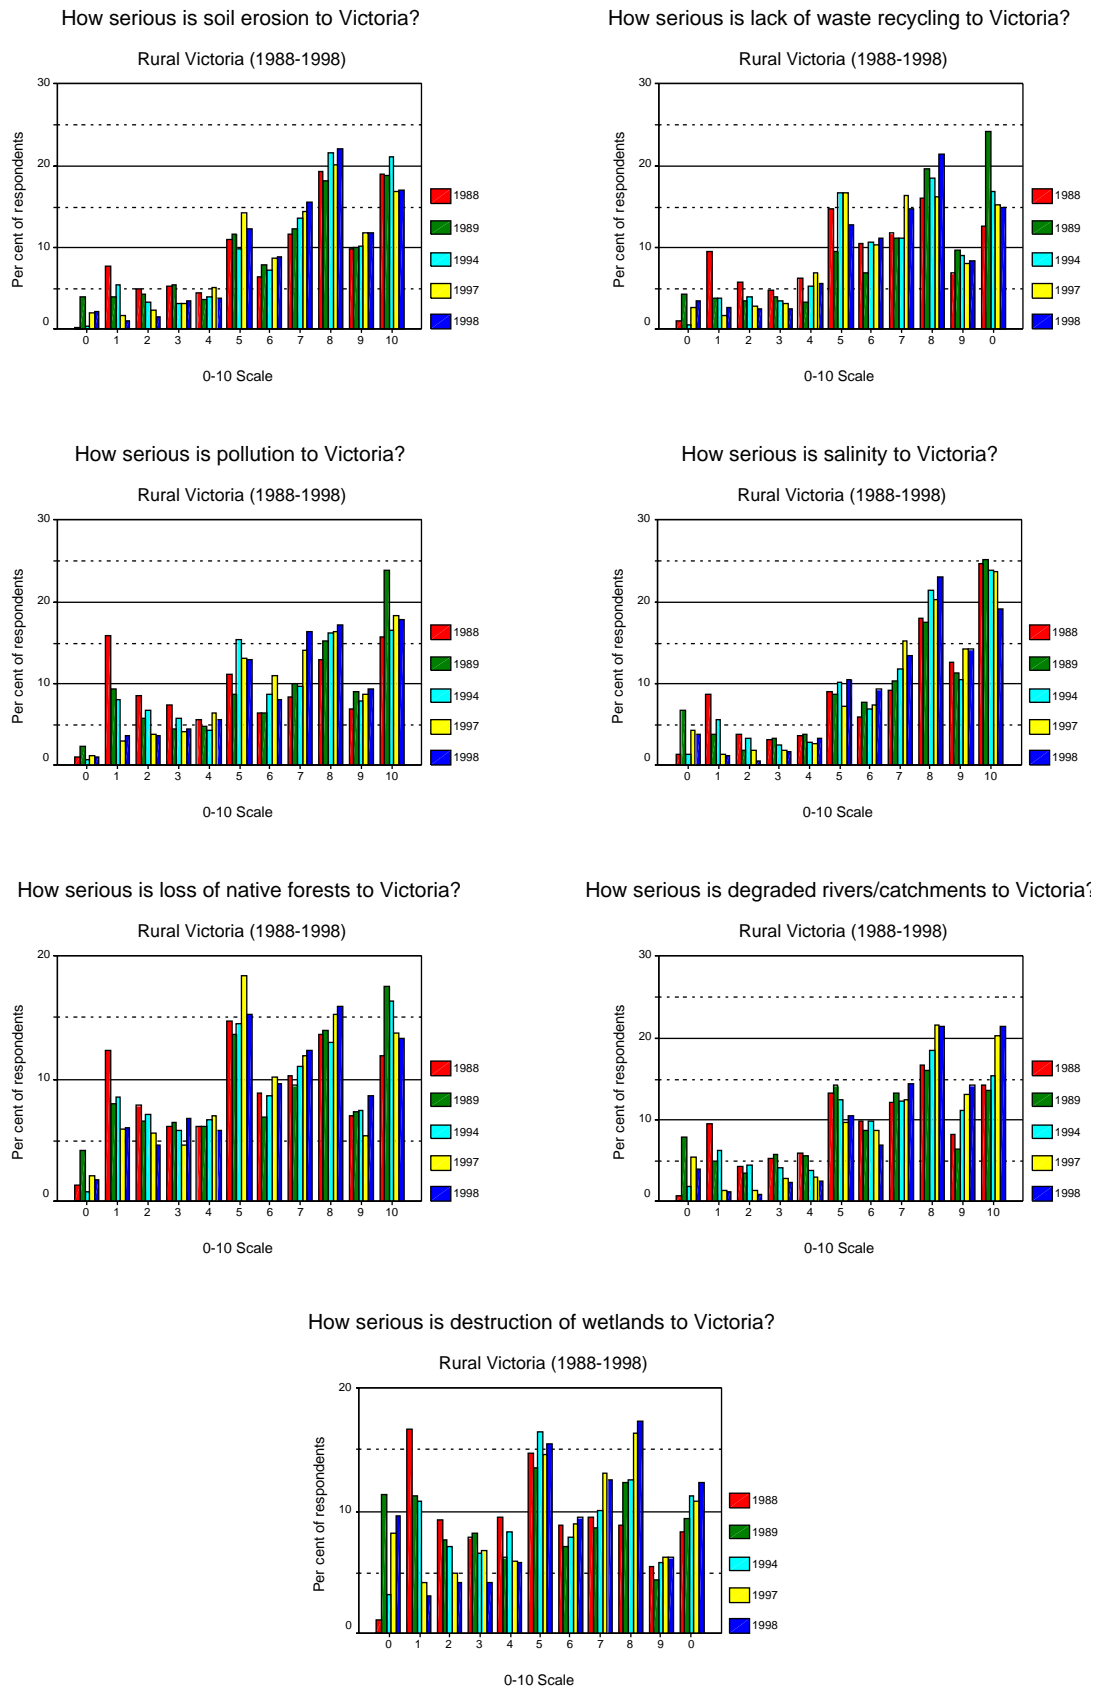 How serious is soil erosion to Victoria?
Rural Victoria (1988-1998)
Per cent of respondents
30
20
10
0
0 1 2 3 4 5 6 7 8 9 10
0-10 Scale
1988
1989
1994
1997
1998
How serious is lack of waste recycling to Victoria?
Rural Victoria (1988-1998)
Per cent of respondents
30
20
10
0
0 1 2 3 4 5 6 7 8 9 0
0-10 Scale
1988
1989
1994
1997
1998
How serious is pollution to Victoria?
Rural Victoria (1988-1998)
Per cent of respondents
30
20
10
0
0 1 2 3 4 5 6 7 8 9 10
0-10 Scale
1988
1989
1994
1997
1998
How serious is salinity to Victoria?
Rural Victoria (1988-1998)
Per cent of respondents
30
20
10
0
0 1 2 3 4 5 6 7 8 9 10
0-10 Scale
1988
1989
1994
1997
1998
How serious is loss of native forests to Victoria?
Rural Victoria (1988-1998)
Per cent of respondents
20
10
0
0 1 2 3 4 5 6 7 8 9 10
0-10 Scale
1988
1989
1994
1997
1998
How serious is degraded rivers/catchments to Victoria?
Rural Victoria (1988-1998)
Per cent of respondents
30
20
10
0
0 1 2 3 4 5 6 7 8 9 10
0-10 Scale
1988
1989
1994
1997
1998
How serious is destruction of wetlands to Victoria?
Rural Victoria (1988-1998)
Per cent of respondents
20
10
0
0 1 2 3 4 5 6 7 8 9 0
0-10 Scale
1988
1989
1994
1997
1998